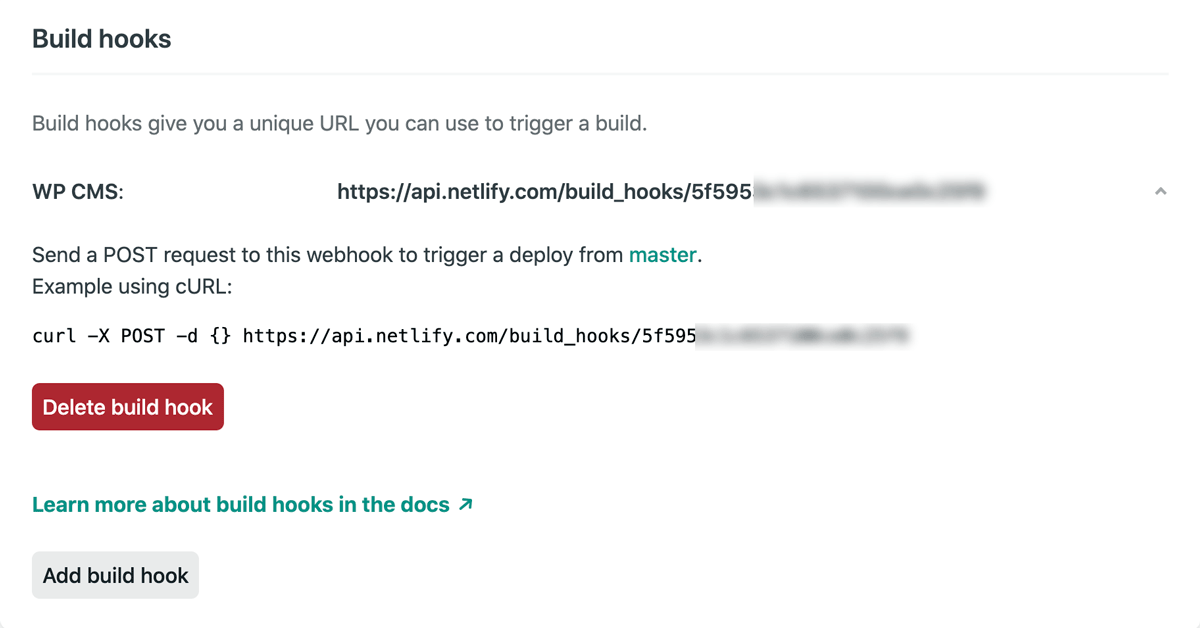 Build hooks
Build hooks give you a unique URL you can use to trigger a build.
WP CMS: https://api.netlify.com/build_hooks/5f595
Send a POST request to this webhook to trigger a deploy from master.
Example using cURL:
curl -X POST -d {} https://api.netlify.com/build_hooks/5f595
Delete build hook
Learn more about build hooks in the docs ↗
Add build hook